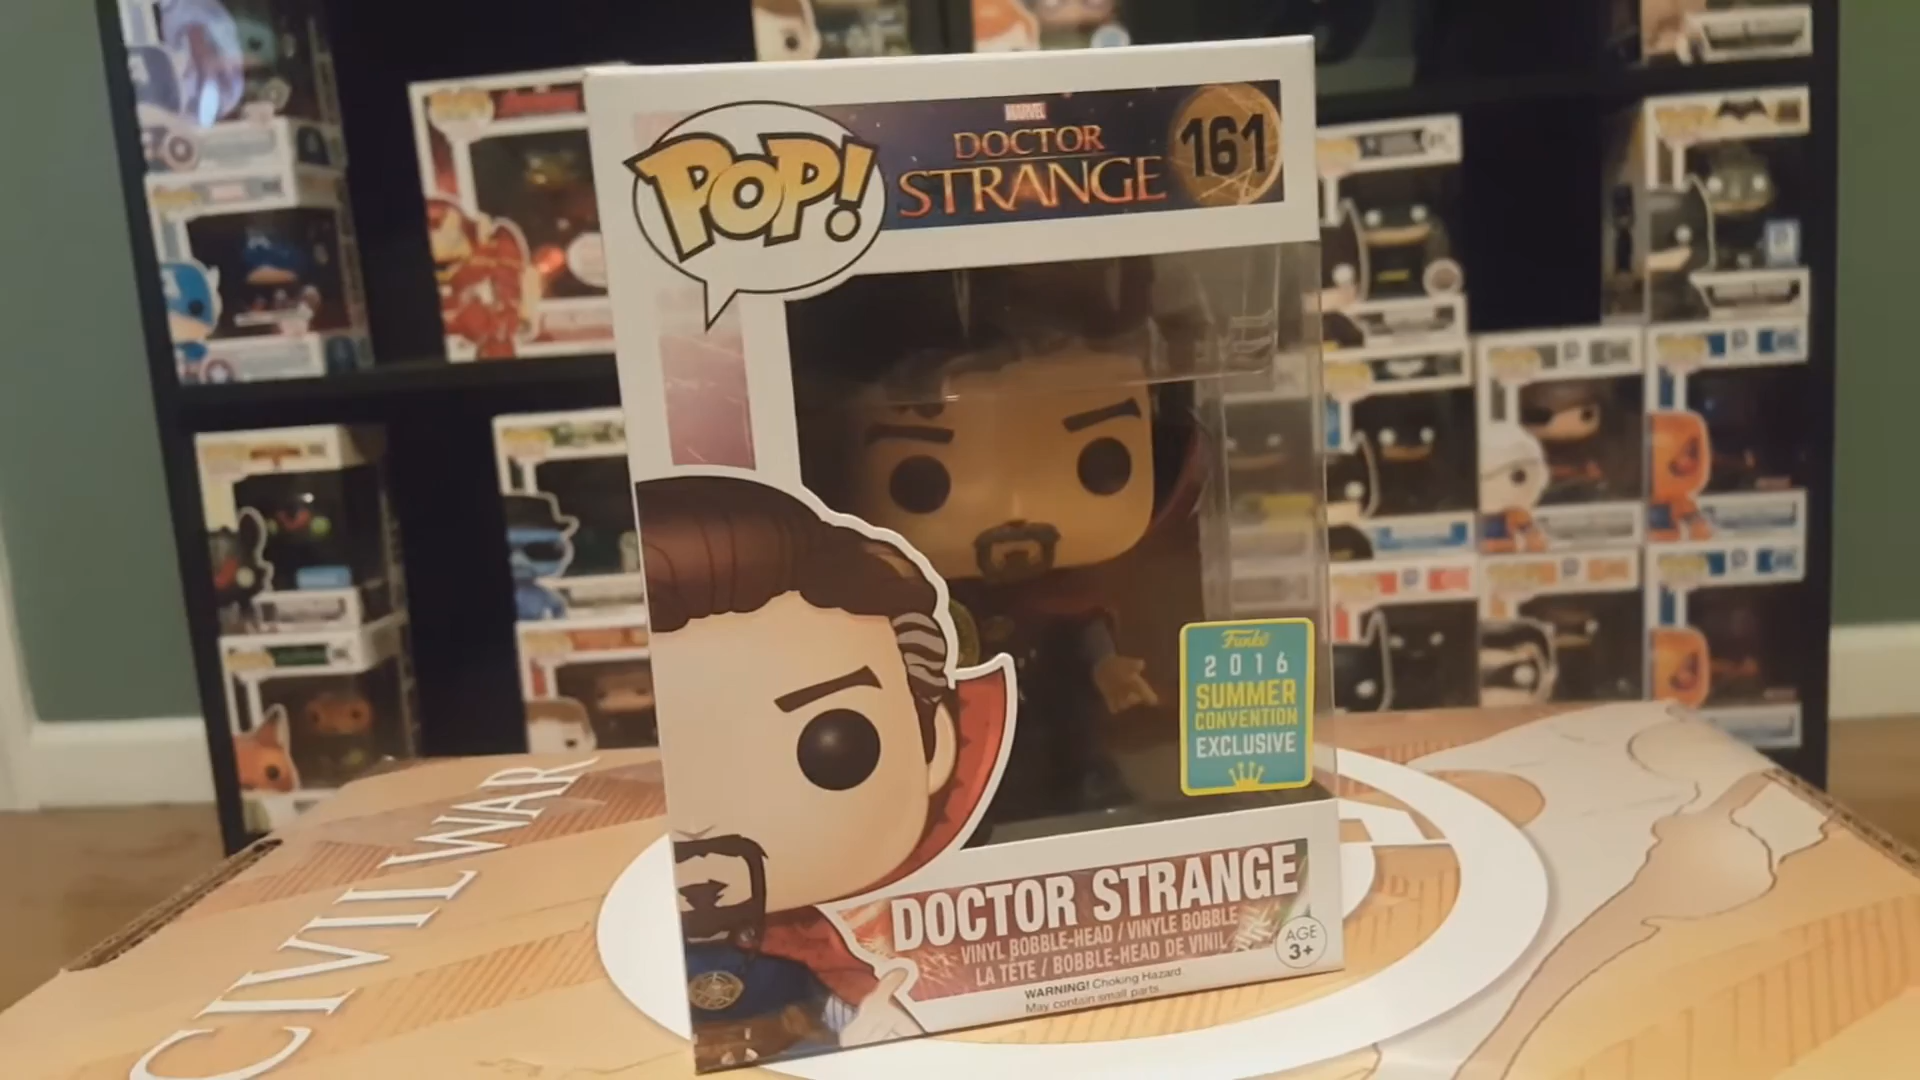 POP!
MARVEL
DOCTOR
STRANGE
161
Funko
2016
SUMMER
CONVENTION
EXCLUSIVE
DOCTOR STRANGE
VINYL BOBBLE-HEAD / VINYLE BOBBLE
LA TÊTE / BOBBLE-HEAD DE VINIL
AGE
3+
WARNING! Choking Hazard.
May contain small parts.
CIVIL WAR